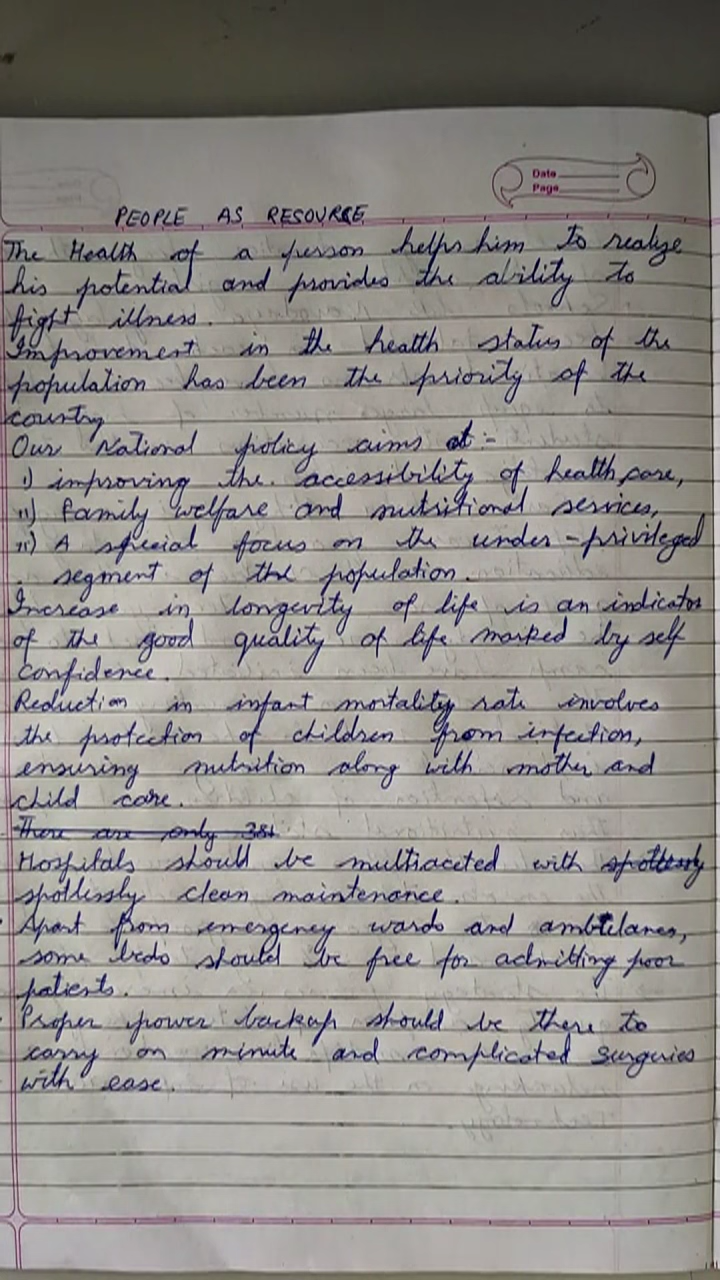 Date
Page
PEOPLE AS RESOURCE
The Health of a person helps him to realize
his potential and provides the ability to
fight illness.
Improvement in the health status of the
population has been the priority of the
country
Our National policy aims at :-
i) improving the accessibility of health care,
ii) family welfare and nutritional services,
iii) A special focus on the under-privileged
segment of the population.
Increase in longevity of life is an indicator
of the good quality of life marked by self
confidence.
Reduction in infant mortality rate involves
the protection of children from infection,
ensuring nutrition along with mother and
child care.
There are only 381
Hospitals should be multiaceted with spotlessly
spotlessly clean maintenance.
Apart from emergency wards and
some beds should be free for admitting poor
patients.
Proper power backup should be there to
carry on minute and complicated surgeries
with ease.